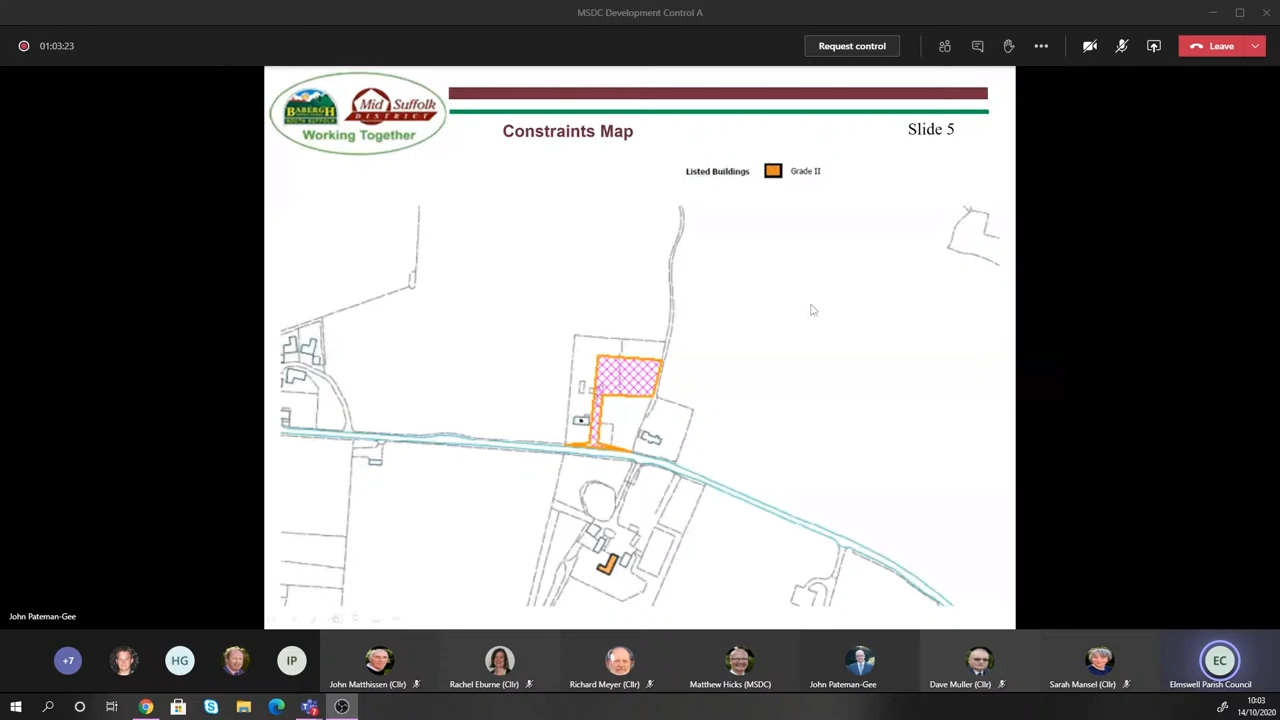 MSDC Development Control A
01:03:23
Request control
Leave
BABERGH
Mid Suffolk
DISTRICT
Working Together
Constraints Map
Slide 5
Listed Buildings
Grade II
John Pateman-Gee
+7
HG
IP
EC
John Matthissen (Cllr)
Rachel Eburne (Cllr)
Richard Meyer (Cllr)
Matthew Hicks (MSDC)
John Pateman-Gee
Dave Muller (Cllr)
Sarah Mansel (Cllr)
Elmswell Parish Council
7
10:03
14/10/2020